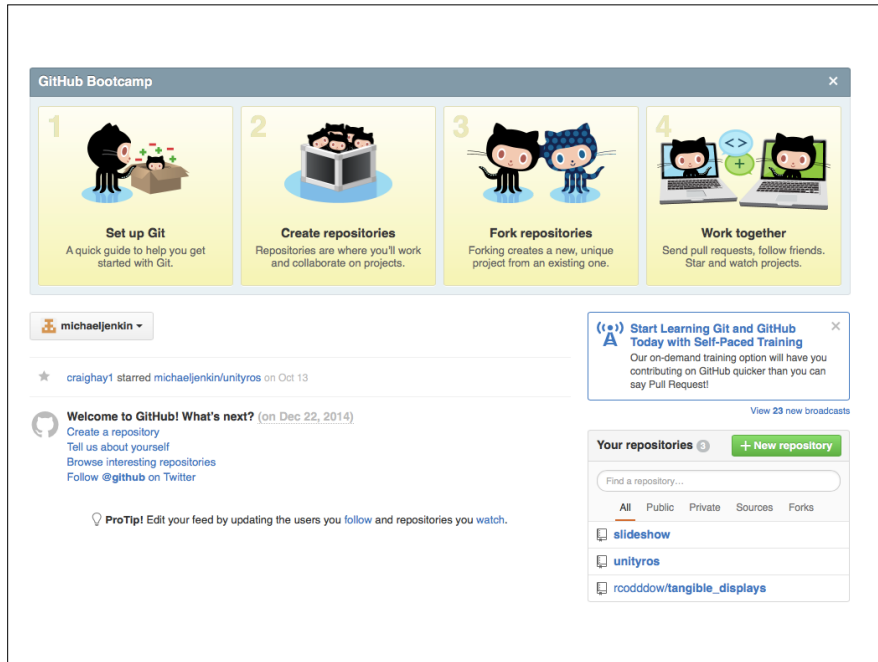 GitHub Bootcamp
1
Set up Git
A quick guide to help you get
started with Git.
2
Create repositories
Repositories are where you'll work
and collaborate on projects.
3
Fork repositories
Forking creates a new, unique
project from an existing one.
4
<>
+
Work together
Send pull requests, follow friends.
Star and watch projects.
michaeljenkin
craighay1 starred michaeljenkin/unityros on Oct 13
Welcome to GitHub! What's next? (on Dec 22, 2014)
Create a repository
Tell us about yourself
Browse interesting repositories
Follow @github on Twitter
ProTip! Edit your feed by updating the users you follow and repositories you watch.
Start Learning Git and GitHub
Today with Self-Paced Training
Our on-demand training option will have you
contributing on GitHub quicker than you can
say Pull Request!
View 23 new broadcasts
Your repositories 3
+ New repository
Find a repository…
All Public Private Sources Forks
slideshow
unityros
rcodddow/tangible_displays